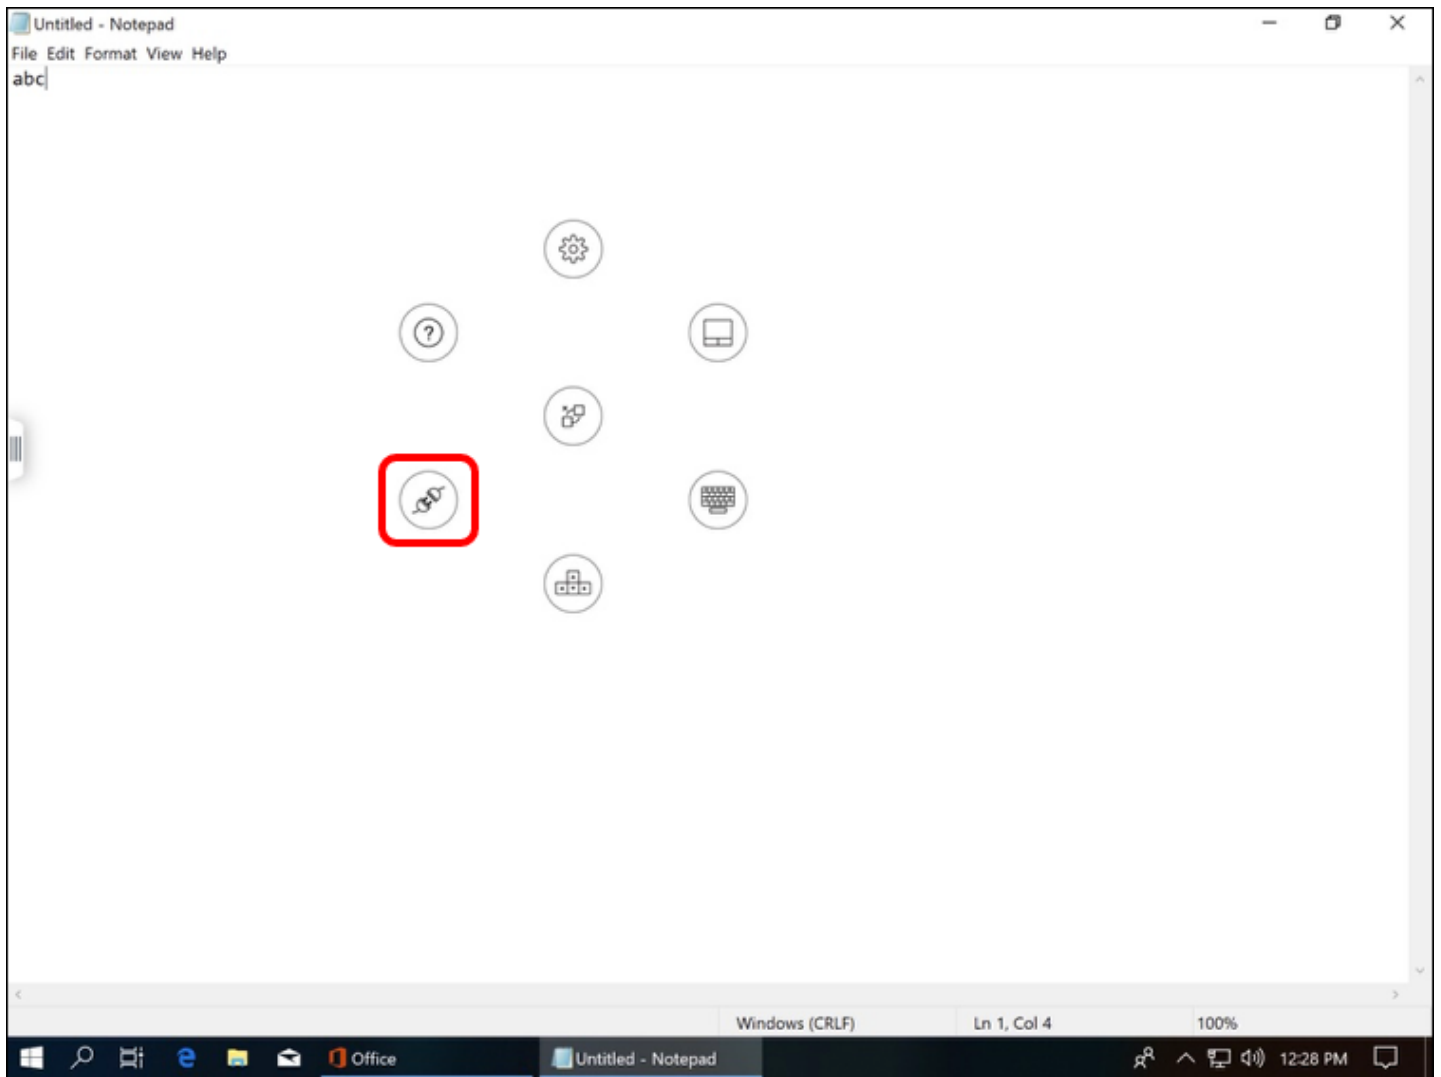 Untitled - Notepad
File Edit Format View Help
abc
?
Windows (CRLF) Ln 1, Col 4 100%
Office Untitled - Notepad 12:28 PM